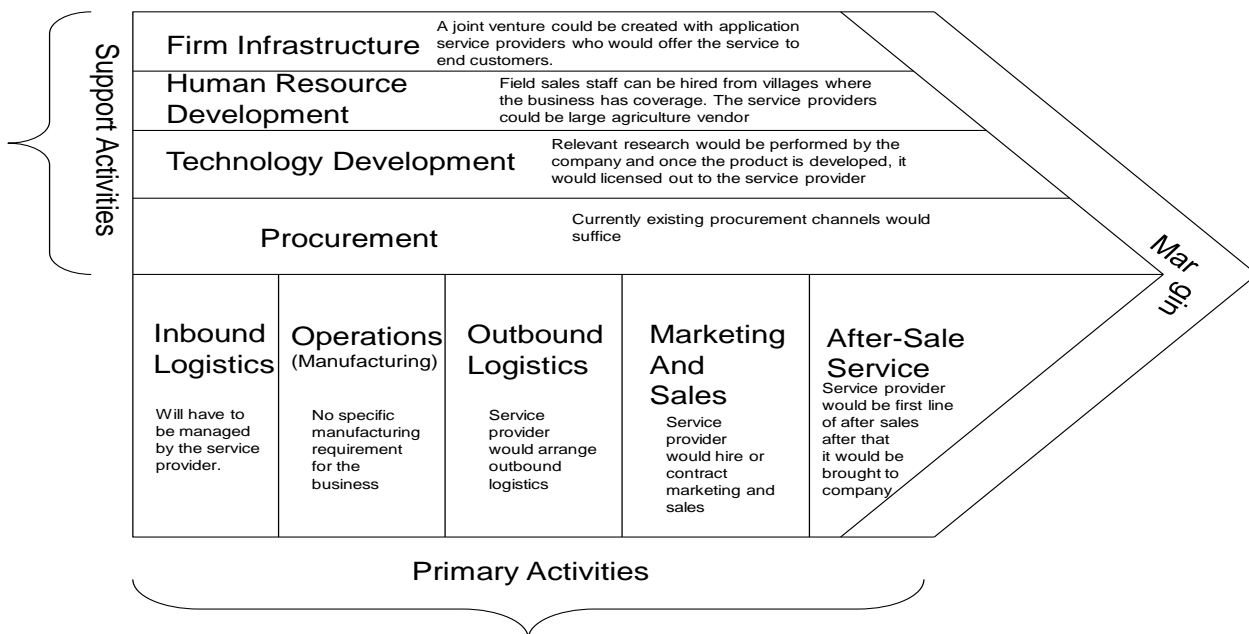 Support Activities
Firm Infrastructure
A joint venture could be created with application
service providers who would offer the service to
end customers.
Human Resource
Development
Field sales staff can be hired from villages where
the business has coverage. The service providers
could be large agriculture vendor
Technology Development
Relevant research would be performed by the
company and once the product is developed, it
would licensed out to the service provider
Procurement
Currently existing procurement channels would
suffice
Mar
gin
Inbound
Logistics
Will have to
be managed
by the service
provider.
Operations
(Manufacturing)
No specific
manufacturing
requirement
for the
business
Outbound
Logistics
Service
provider
would arrange
outbound
logistics
Marketing
And
Sales
Service
provider
would hire or
contract
marketing and
sales
After-Sale
Service
Service provider
would be first line
of after sales
after that
it would be
brought to
company
Primary Activities